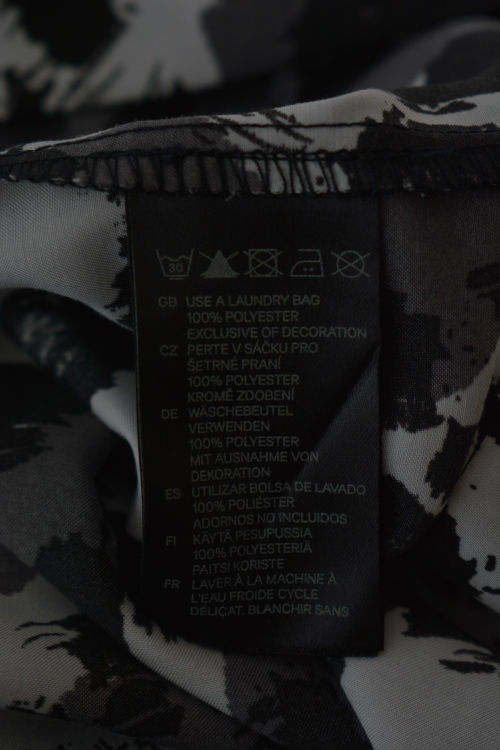 30
GB USE A LAUNDRY BAG
100% POLYESTER
EXCLUSIVE OF DECORATION
CZ PERTE V SÁČKU PRO
ŠETRNÉ PRANÍ
100% POLYESTER
KROMĚ ZDOBENÍ
DE WÄSCHEBEUTEL
VERWENDEN
100% POLYESTER
MIT AUSNAHME VON
DEKORATION
ES UTILIZAR BOLSA DE LAVADO
100% POLIÉSTER
ADORNOS NO INCLUIDOS
FI KÄYTÄ PESUPUSSIA
100% POLYESTERIÄ
PAITSI KORISTE
FR LAVER À LA MACHINE À
L'EAU FROIDE CYCLE
DÉLICAT. BLANCHIR SANS